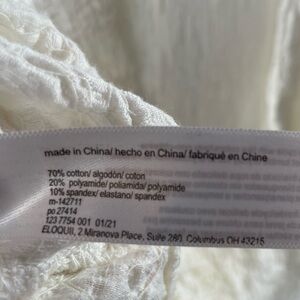 made in China/ hecho en China/ fabriqué en Chine
70% cotton/ algodón/ coton
20% polyamide/ poliamida/ polyamide
10% spandex/ elastano/ spandex
m-142711
po 27414
123 7754 001 01/21
ELOQUII, 2 Miranova Place, Suite 260, Columbus OH 43215